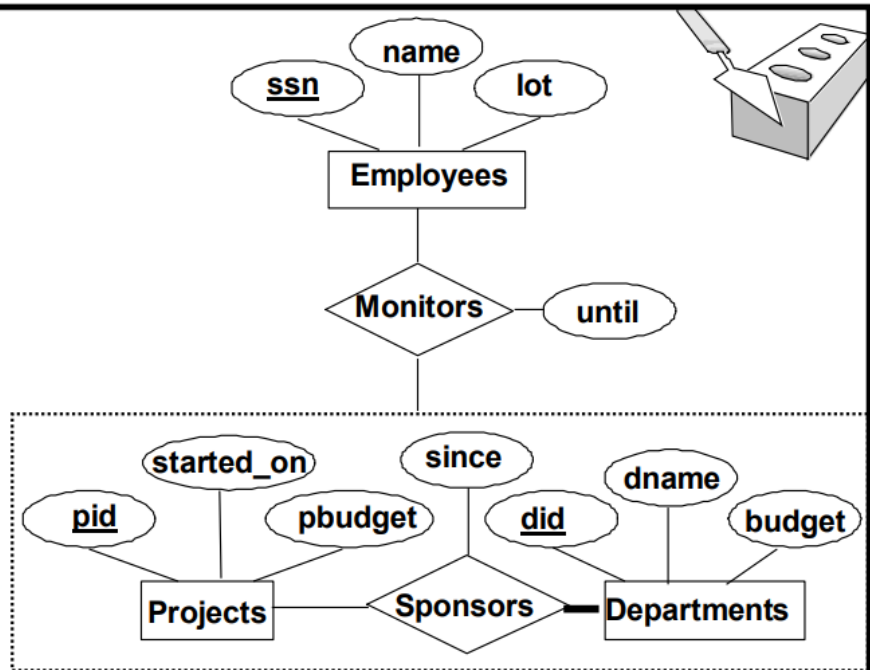 name
ssn
lot
Employees
Monitors
until
started_on
since
dname
pid
pbudget
did
budget
Projects
Sponsors
Departments